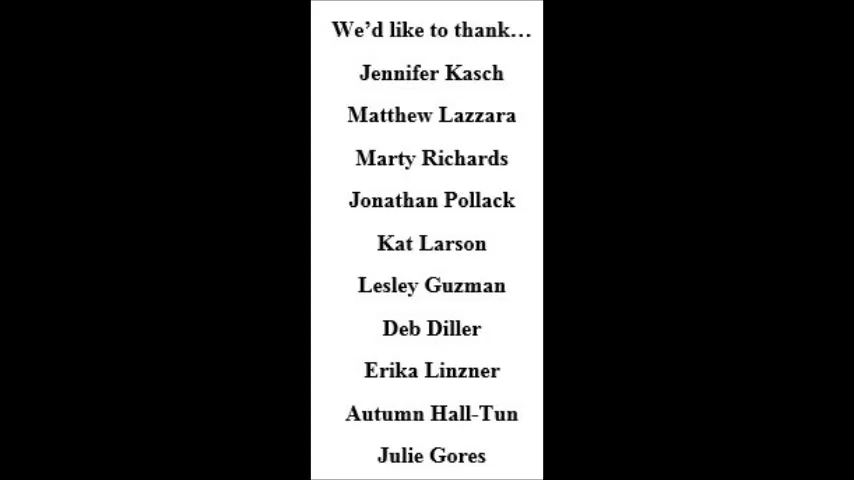 We’d like to thank…
Jennifer Kasch
Matthew Lazzara
Marty Richards
Jonathan Pollack
Kat Larson
Lesley Guzman
Deb Diller
Erika Linzner
Autumn Hall-Tun
Julie Gores